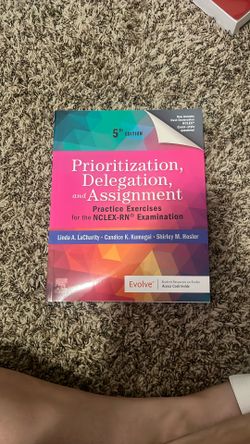 5TH EDITION
Prioritization,
Delegation,
and Assignment
Practice Exercises
for the NCLEX-RN® Examination
Linda A. LaCharity • Candice K. Kumagai • Shirley M. Hosler
Evolve®